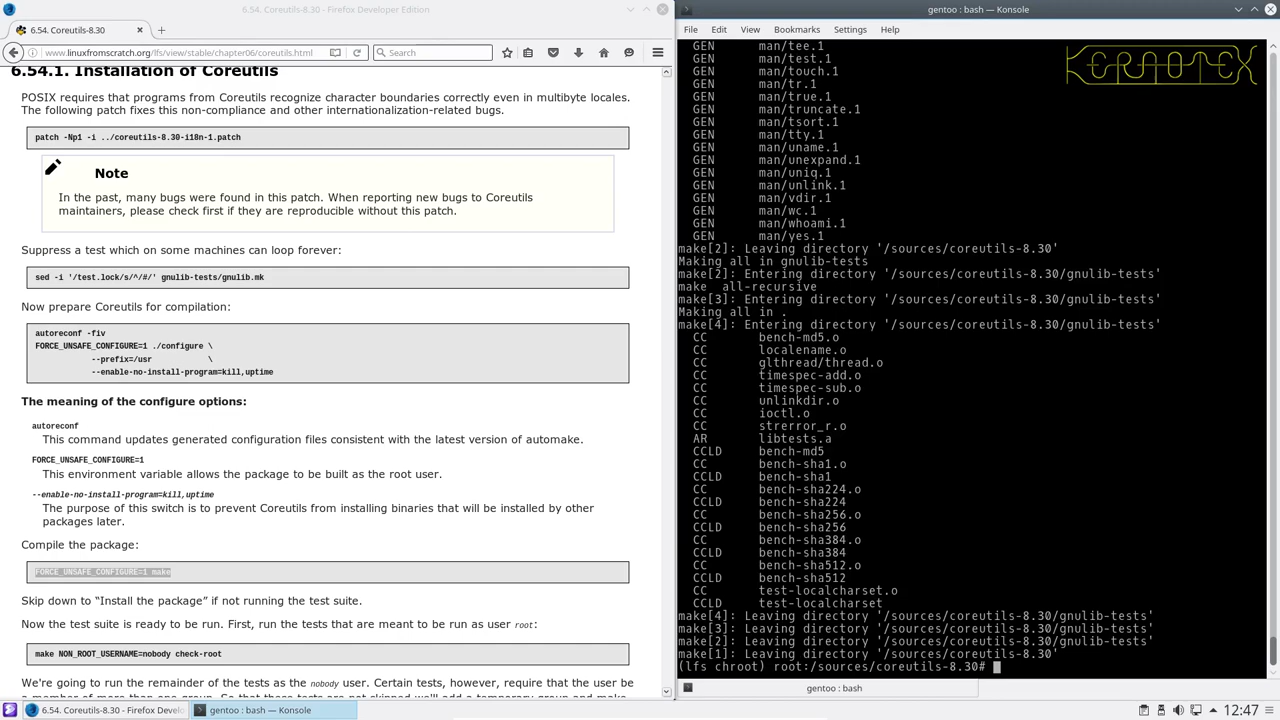 6.54. Coreutils-8.30 - Firefox Developer Edition
6.54. Coreutils-8.30
www.linuxfromscratch.org/lfs/view/stable/chapter06/coreutils.html
Search
6.54.1. Installation of Coreutils
POSIX requires that programs from Coreutils recognize character boundaries correctly even in multibyte locales.
The following patch fixes this non-compliance and other internationalization-related bugs.
patch -Np1 -i ../coreutils-8.30-i18n-1.patch
Note
In the past, many bugs were found in this patch. When reporting new bugs to Coreutils
maintainers, please check first if they are reproducible without this patch.
Suppress a test which on some machines can loop forever:
sed -i '/test.lock/s/^/#/' gnulib-tests/gnulib.mk
Now prepare Coreutils for compilation:
autoreconf -fiv
FORCE_UNSAFE_CONFIGURE=1 ./configure \
--prefix=/usr \
--enable-no-install-program=kill,uptime
The meaning of the configure options:
autoreconf
This command updates generated configuration files consistent with the latest version of automake.
FORCE_UNSAFE_CONFIGURE=1
This environment variable allows the package to be built as the root user.
--enable-no-install-program=kill,uptime
The purpose of this switch is to prevent Coreutils from installing binaries that will be installed by other
packages later.
Compile the package:
FORCE_UNSAFE_CONFIGURE=1 make
Skip down to “Install the package” if not running the test suite.
Now the test suite is ready to be run. First, run the tests that are meant to be run as user root:
make NON_ROOT_USERNAME=nobody check-root
We're going to run the remainder of the tests as the nobody user. Certain tests, however, require that the user be
a member of more than one group. So that these tests are not skipped we'll add a temporary group and make
gentoo : bash — Konsole
File Edit View Bookmarks Settings Help
KERNOTEX
GEN man/tee.1
GEN man/test.1
GEN man/touch.1
GEN man/tr.1
GEN man/true.1
GEN man/truncate.1
GEN man/tsort.1
GEN man/tty.1
GEN man/uname.1
GEN man/unexpand.1
GEN man/uniq.1
GEN man/unlink.1
GEN man/vdir.1
GEN man/wc.1
GEN man/whoami.1
GEN man/yes.1
make[2]: Leaving directory '/sources/coreutils-8.30'
Making all in gnulib-tests
make[2]: Entering directory '/sources/coreutils-8.30/gnulib-tests'
make  all-recursive
make[3]: Entering directory '/sources/coreutils-8.30/gnulib-tests'
Making all in .
make[4]: Entering directory '/sources/coreutils-8.30/gnulib-tests'
CC bench-md5.o
CC localename.o
CC glthread/thread.o
CC timespec-add.o
CC timespec-sub.o
CC unlinkdir.o
CC ioctl.o
CC strerror_r.o
AR libtests.a
CCLD bench-md5
CC bench-sha1.o
CCLD bench-sha1
CC bench-sha224.o
CCLD bench-sha224
CC bench-sha256.o
CCLD bench-sha256
CC bench-sha384.o
CCLD bench-sha384
CC bench-sha512.o
CCLD bench-sha512
CC test-localcharset.o
CCLD test-localcharset
make[4]: Leaving directory '/sources/coreutils-8.30/gnulib-tests'
make[3]: Leaving directory '/sources/coreutils-8.30/gnulib-tests'
make[2]: Leaving directory '/sources/coreutils-8.30/gnulib-tests'
make[1]: Leaving directory '/sources/coreutils-8.30'
(lfs chroot) root:/sources/coreutils-8.30#
gentoo : bash
6.54. Coreutils-8.30 - Firefox Develop
gentoo : bash — Konsole
12:47